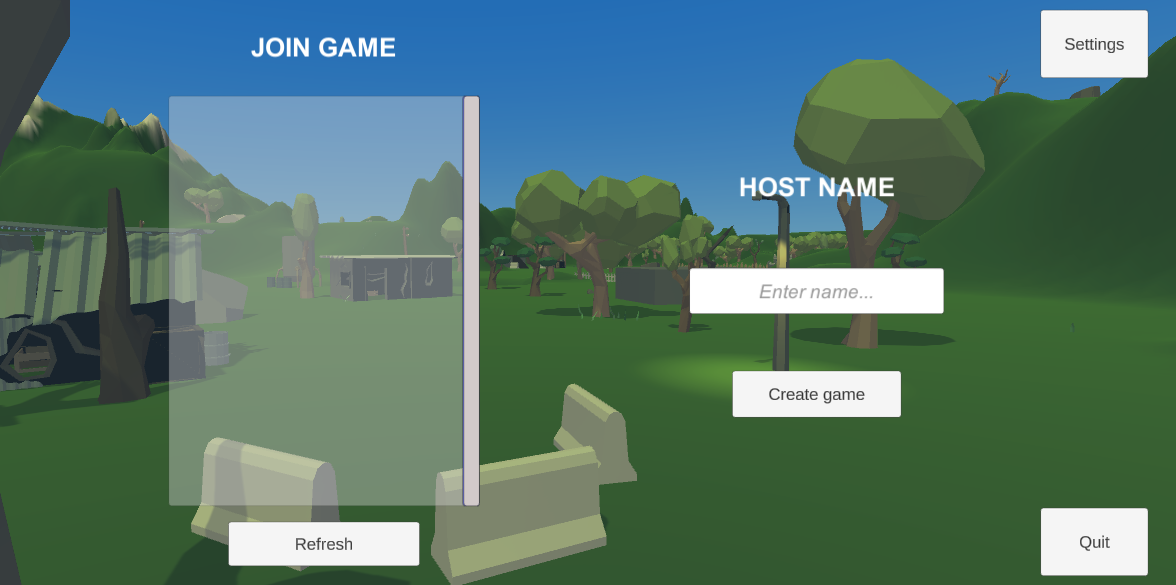 JOIN GAME
Settings
HOST NAME
Enter name...
Create game
Refresh
Quit